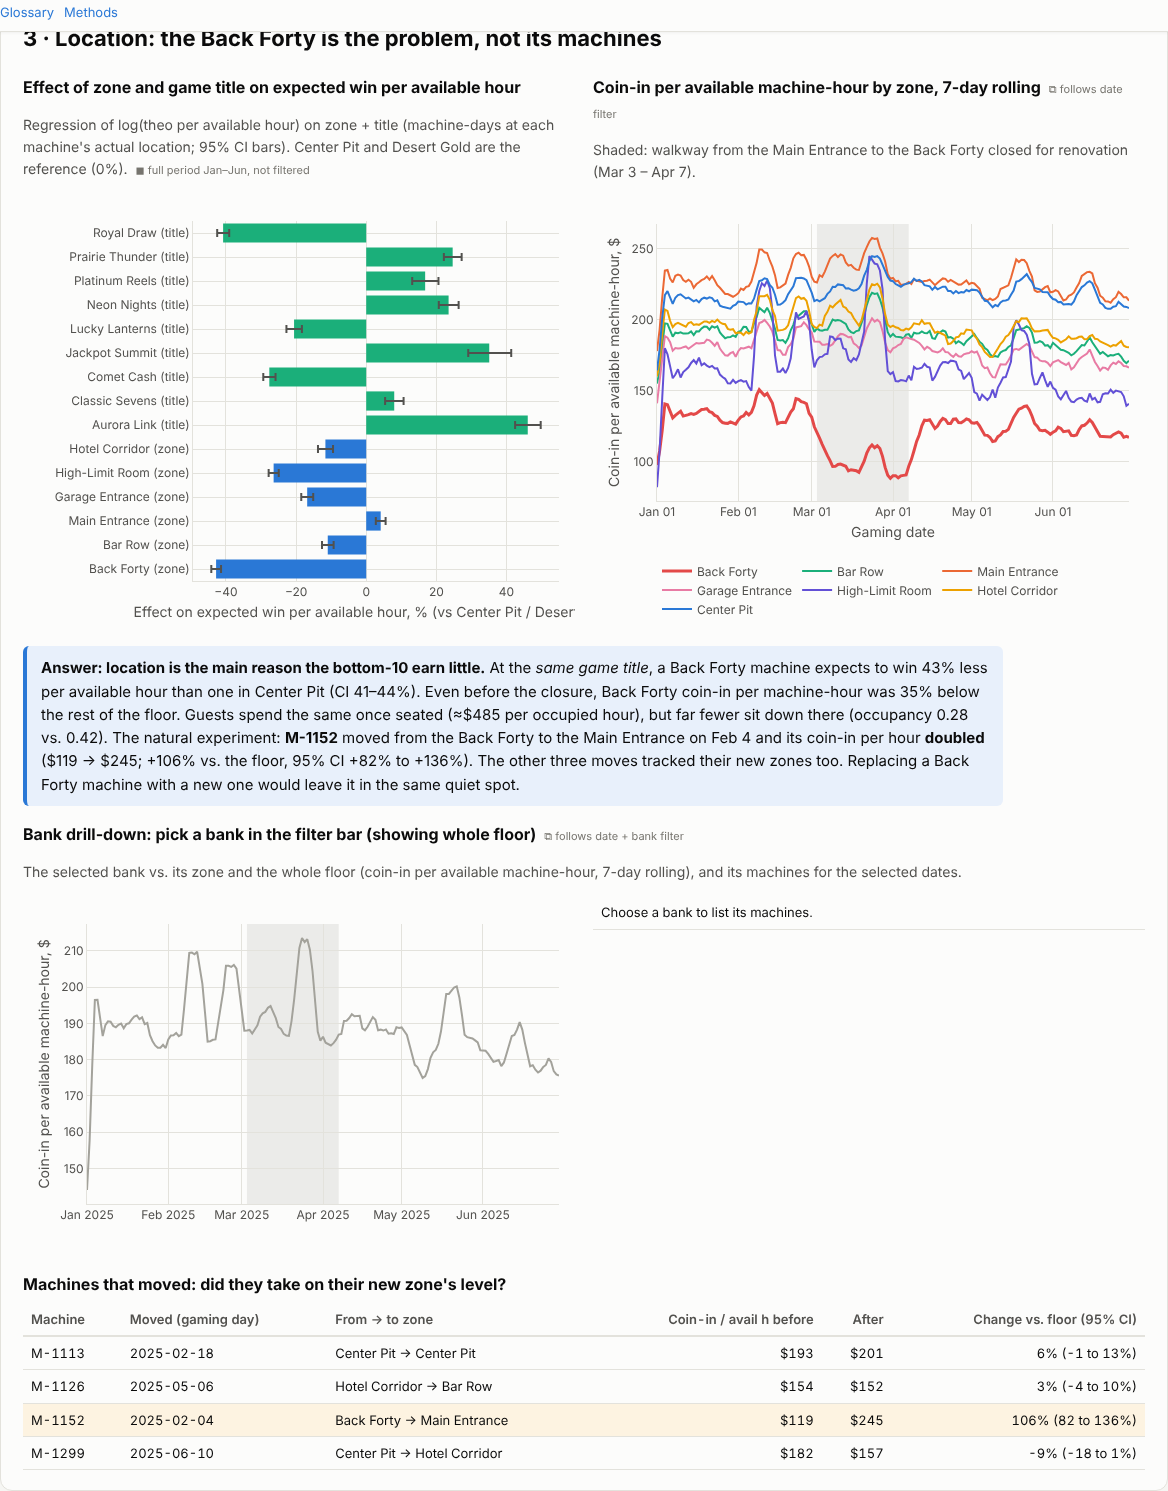 Glossary Methods
3 · Location: the Back Forty is the problem, not its machines
Effect of zone and game title on expected win per available hour
Regression of log(theo per available hour) on zone + title (machine-days at each
machine's actual location; 95% CI bars). Center Pit and Desert Gold are the
reference (0%). ■ full period Jan–Jun, not filtered
Royal Draw (title)
Prairie Thunder (title)
Platinum Reels (title)
Neon Nights (title)
Lucky Lanterns (title)
Jackpot Summit (title)
Comet Cash (title)
Classic Sevens (title)
Aurora Link (title)
Hotel Corridor (zone)
High-Limit Room (zone)
Garage Entrance (zone)
Main Entrance (zone)
Bar Row (zone)
Back Forty (zone)
−40 −20 0 20 40
Effect on expected win per available hour, % (vs Center Pit / Deser
Coin-in per available machine-hour by zone, 7-day rolling ⧉ follows date
filter
Shaded: walkway from the Main Entrance to the Back Forty closed for renovation
(Mar 3 – Apr 7).
Coin-in per available machine-hour, $
250
200
150
100
Jan 01 Feb 01 Mar 01 Apr 01 May 01 Jun 01
Gaming date
Back Forty Bar Row Main Entrance
Garage Entrance High-Limit Room Hotel Corridor
Center Pit
Answer: location is the main reason the bottom-10 earn little. At the same game title, a Back Forty machine expects to win 43% less
per available hour than one in Center Pit (CI 41–44%). Even before the closure, Back Forty coin-in per machine-hour was 35% below
the rest of the floor. Guests spend the same once seated (≈$485 per occupied hour), but far fewer sit down there (occupancy 0.28
vs. 0.42). The natural experiment: M-1152 moved from the Back Forty to the Main Entrance on Feb 4 and its coin-in per hour doubled
($119 → $245; +106% vs. the floor, 95% CI +82% to +136%). The other three moves tracked their new zones too. Replacing a Back
Forty machine with a new one would leave it in the same quiet spot.
Bank drill-down: pick a bank in the filter bar (showing whole floor) ⧉ follows date + bank filter
The selected bank vs. its zone and the whole floor (coin-in per available machine-hour, 7-day rolling), and its machines for the selected dates.
Coin-in per available machine-hour, $
210
200
190
180
170
160
150
Jan 2025 Feb 2025 Mar 2025 Apr 2025 May 2025 Jun 2025
Choose a bank to list its machines.
Machines that moved: did they take on their new zone's level?
Machine Moved (gaming day) From → to zone Coin-in / avail h before After Change vs. floor (95% CI)
M-1113 2025-02-18 Center Pit → Center Pit $193 $201 6% (-1 to 13%)
M-1126 2025-05-06 Hotel Corridor → Bar Row $154 $152 3% (-4 to 10%)
M-1152 2025-02-04 Back Forty → Main Entrance $119 $245 106% (82 to 136%)
M-1299 2025-06-10 Center Pit → Hotel Corridor $182 $157 -9% (-18 to 1%)